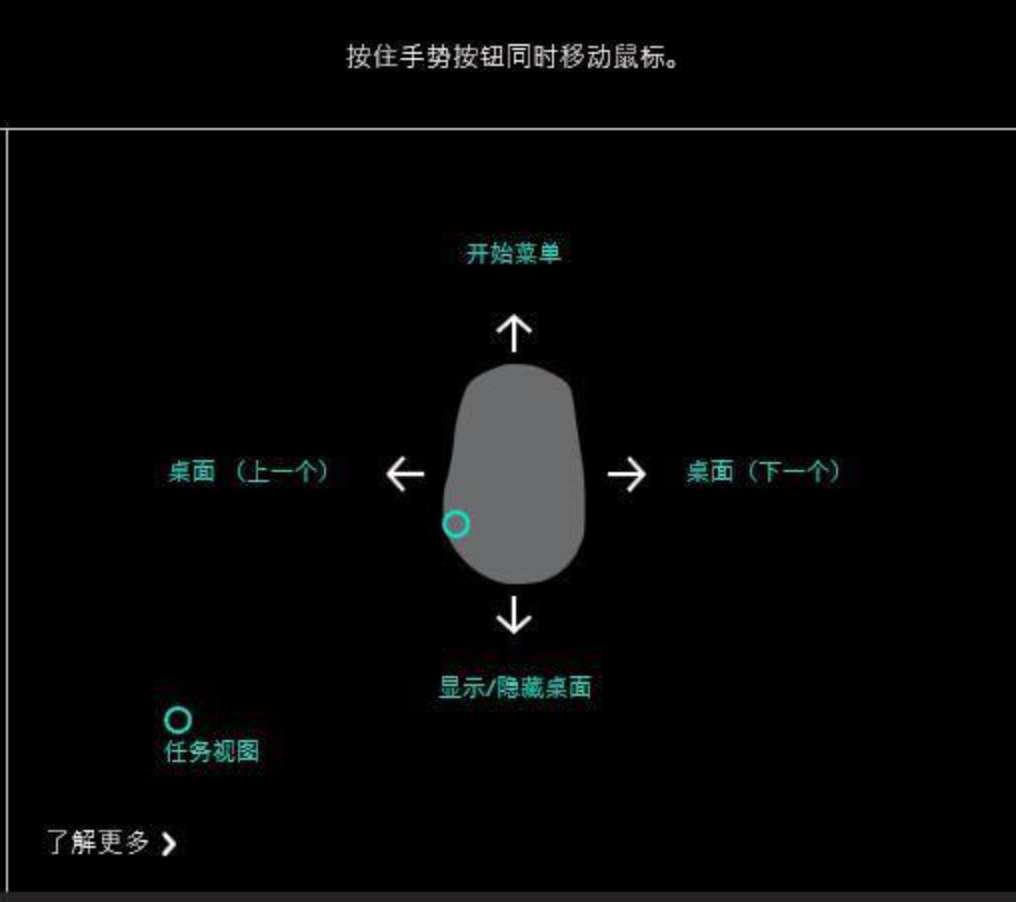 按住手势按钮同时移动鼠标。
开始菜单
桌面 （上一个）
桌面（下一个）
显示/隐藏桌面
任务视图
了解更多